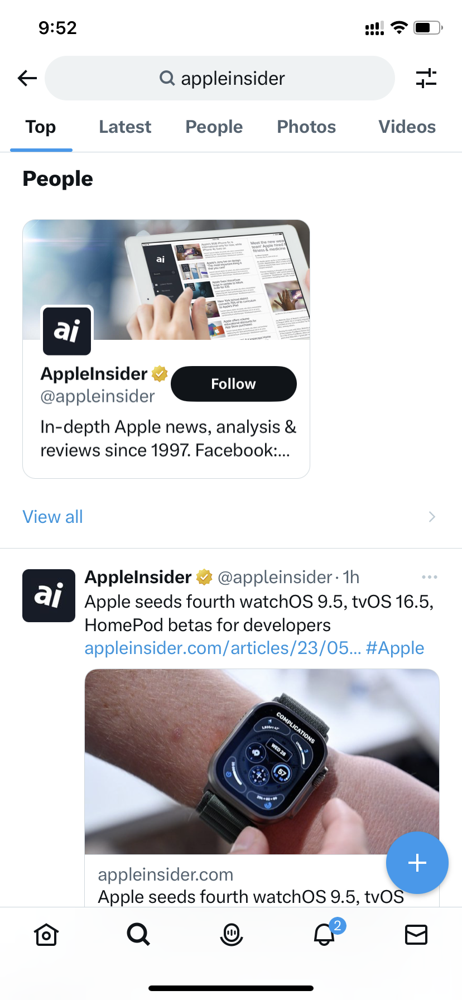 9:52
appleinsider
Top Latest People Photos Videos
People
ai
ai
AppleInsider
Follow
@appleinsider
In-depth Apple news, analysis &
reviews since 1997. Facebook:...
View all
ai
AppleInsider @appleinsider · 1h
Apple seeds fourth watchOS 9.5, tvOS 16.5,
HomePod betas for developers
appleinsider.com/articles/23/05... #Apple
COMPLICATIONS
WED 28
57
appleinsider.com
Apple seeds fourth watchOS 9.5, tvOS
2